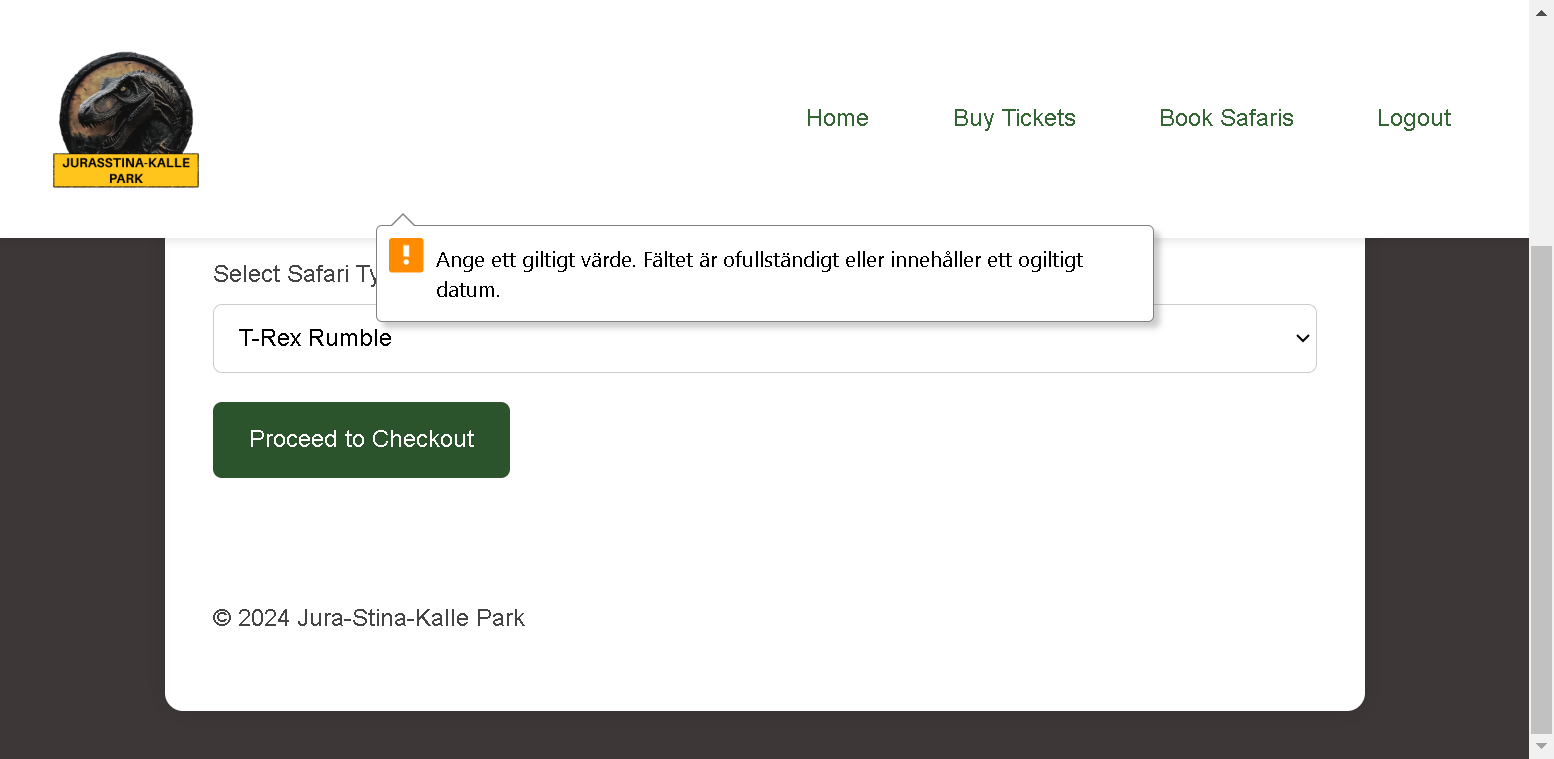 JURASSTINA-KALLE
PARK
Home
Buy Tickets
Book Safaris
Logout
Ange ett giltigt värde. Fältet är ofullständigt eller innehåller ett ogiltigt
datum.
Select Safari Ty
T-Rex Rumble
Proceed to Checkout
© 2024 Jura-Stina-Kalle Park